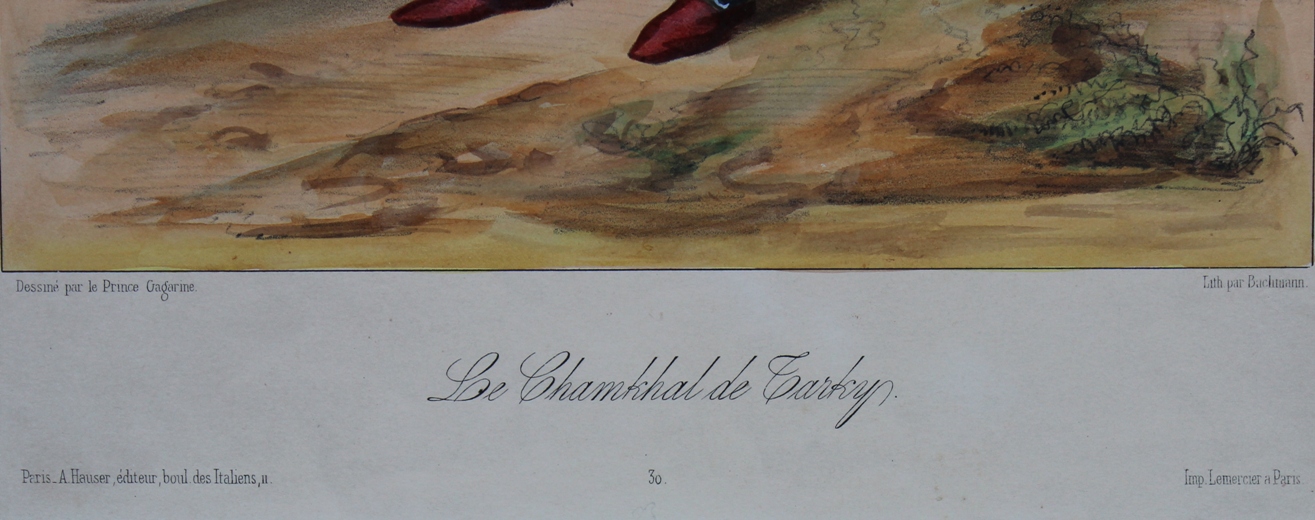 Dessiné par le Prince Gagarine.
Lith par Bachmann.
Le Chamkhal de Tarky.
Paris_A.Hauser, éditeur, boul. des Italiens, 11.
30.
Imp. Lemercier a Paris.